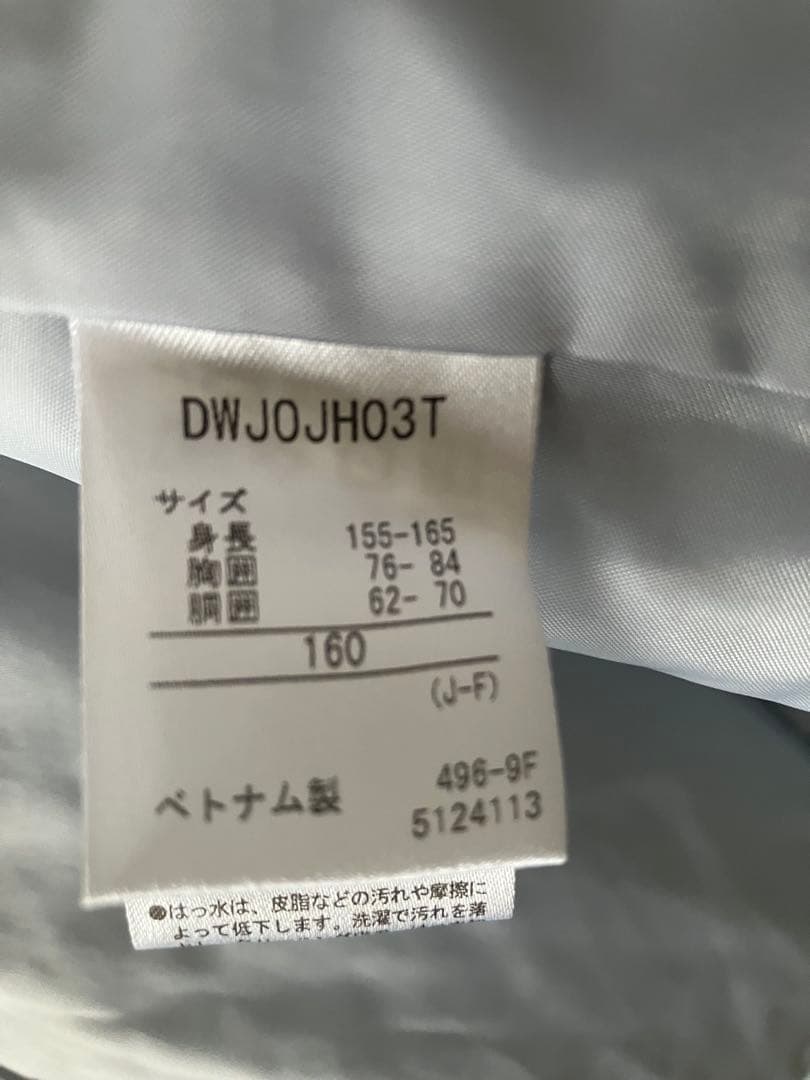 DWJOJH03T
サイズ
身長 155-165
胸囲 76- 84
胴囲 62- 70
160
(J-F)
ベトナム製 496-9F
5124113
●はっ水は、皮脂などの汚れや摩擦に
よって低下します。洗濯で汚れを落